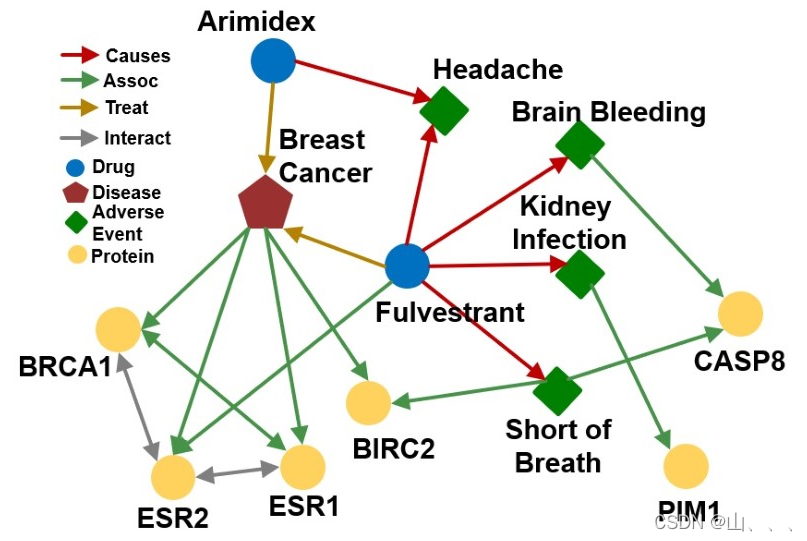 Arimidex
Causes
Assoc
Treat
Interact
Drug
Disease
Adverse
Event
Protein
Headache
Brain Bleeding
Breast
Cancer
Kidney
Infection
Fulvestrant
BRCA1
CASP8
BIRC2
Short of
Breath
ESR2
ESR1
PIM1
CSDN @山、、、